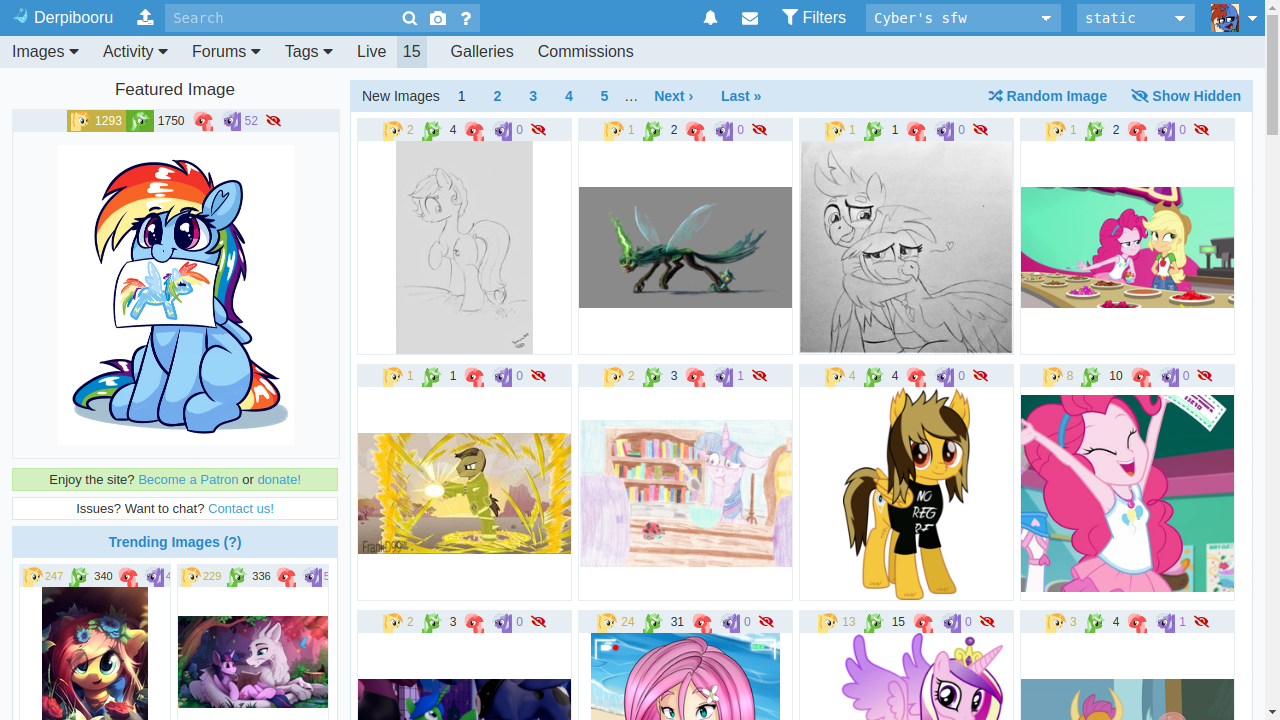 Derpibooru Search ? Filters Cyber's sfw static
Images Activity Forums Tags Live 15 Galleries Commissions
Featured Image
1293 1750 52
Enjoy the site? Become a Patron or donate!
Issues? Want to chat? Contact us!
Trending Images (?)
247 340 4
229 336 5
New Images 1 2 3 4 5 … Next › Last » Random Image Show Hidden
2 4 0
1 2 0
1 1 0
1 2 0
1 1 0
2 3 1
4 4 0
8 10 0
FranklD99
NO
REG
RE
2 3 0
24 31 0
13 15 0
3 4 1